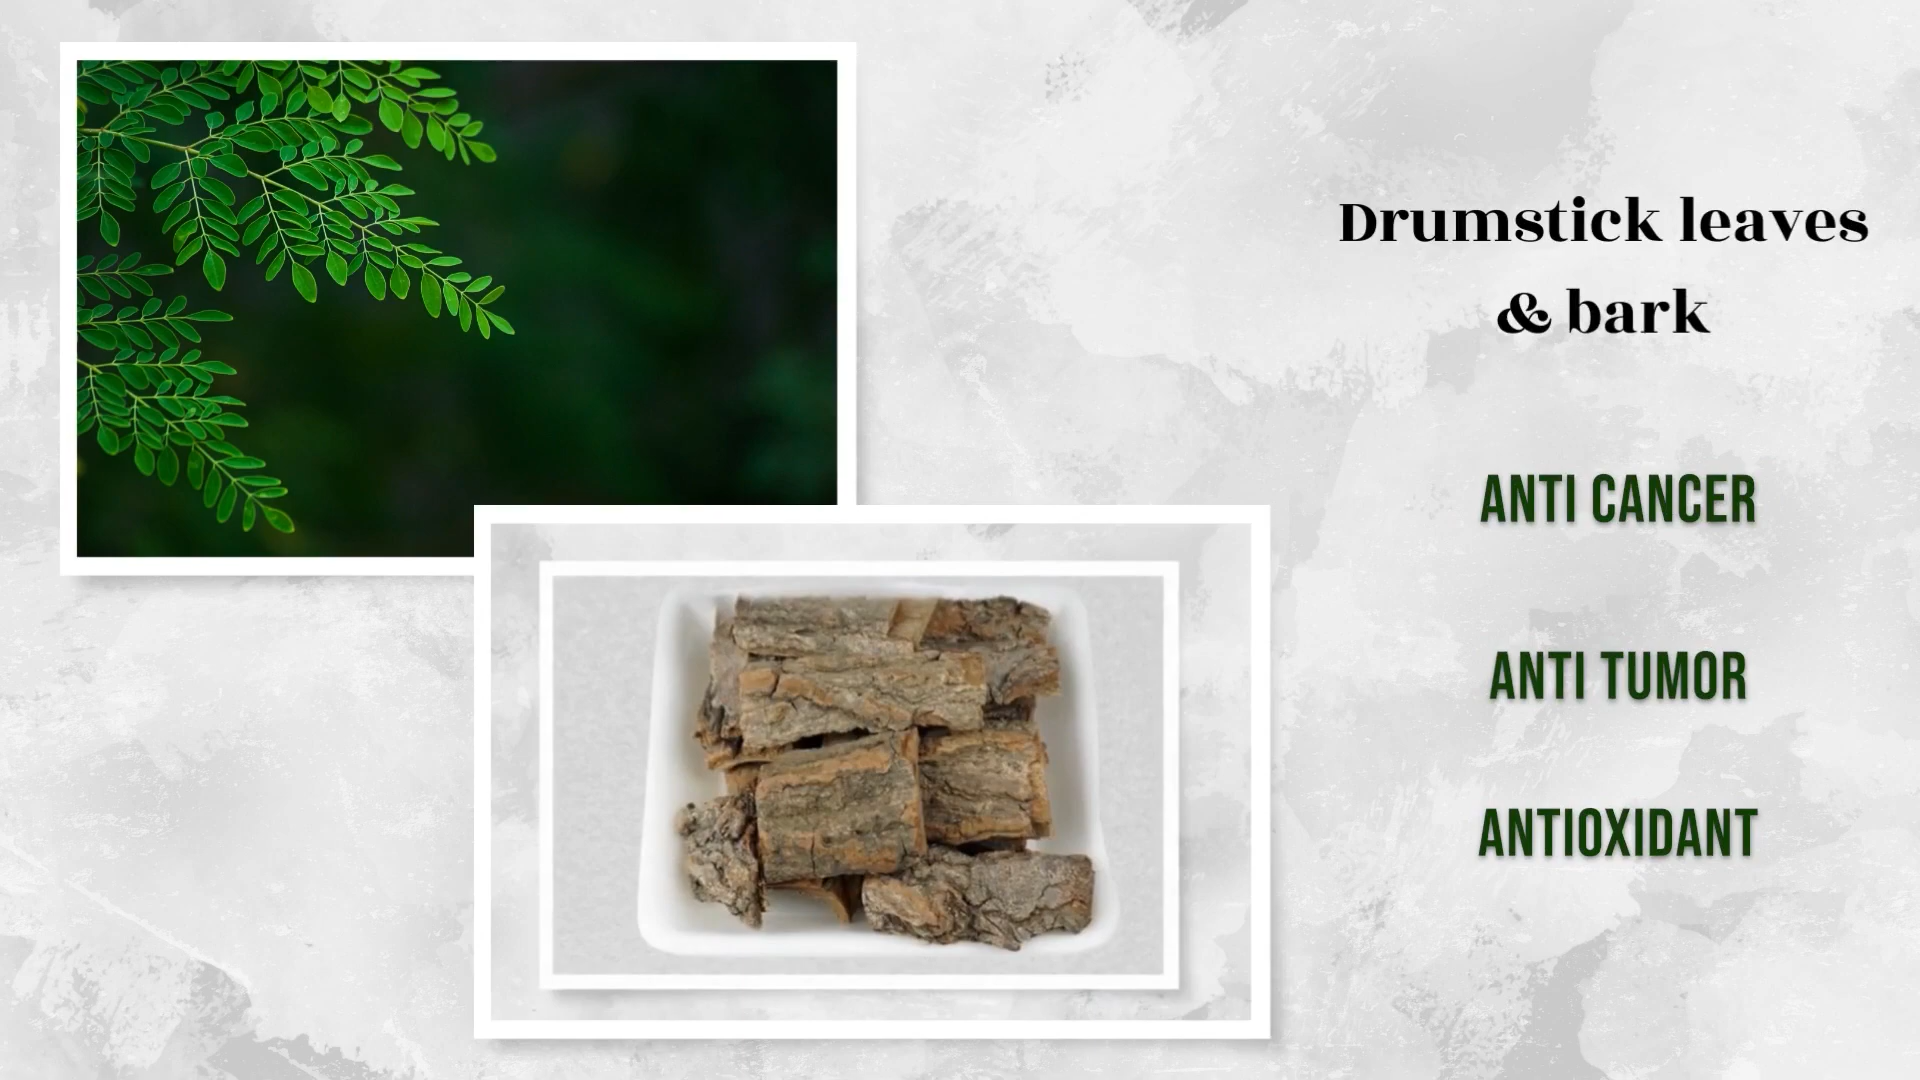 Drumstick leaves
& bark
ANTI CANCER
ANTI TUMOR
ANTIOXIDANT